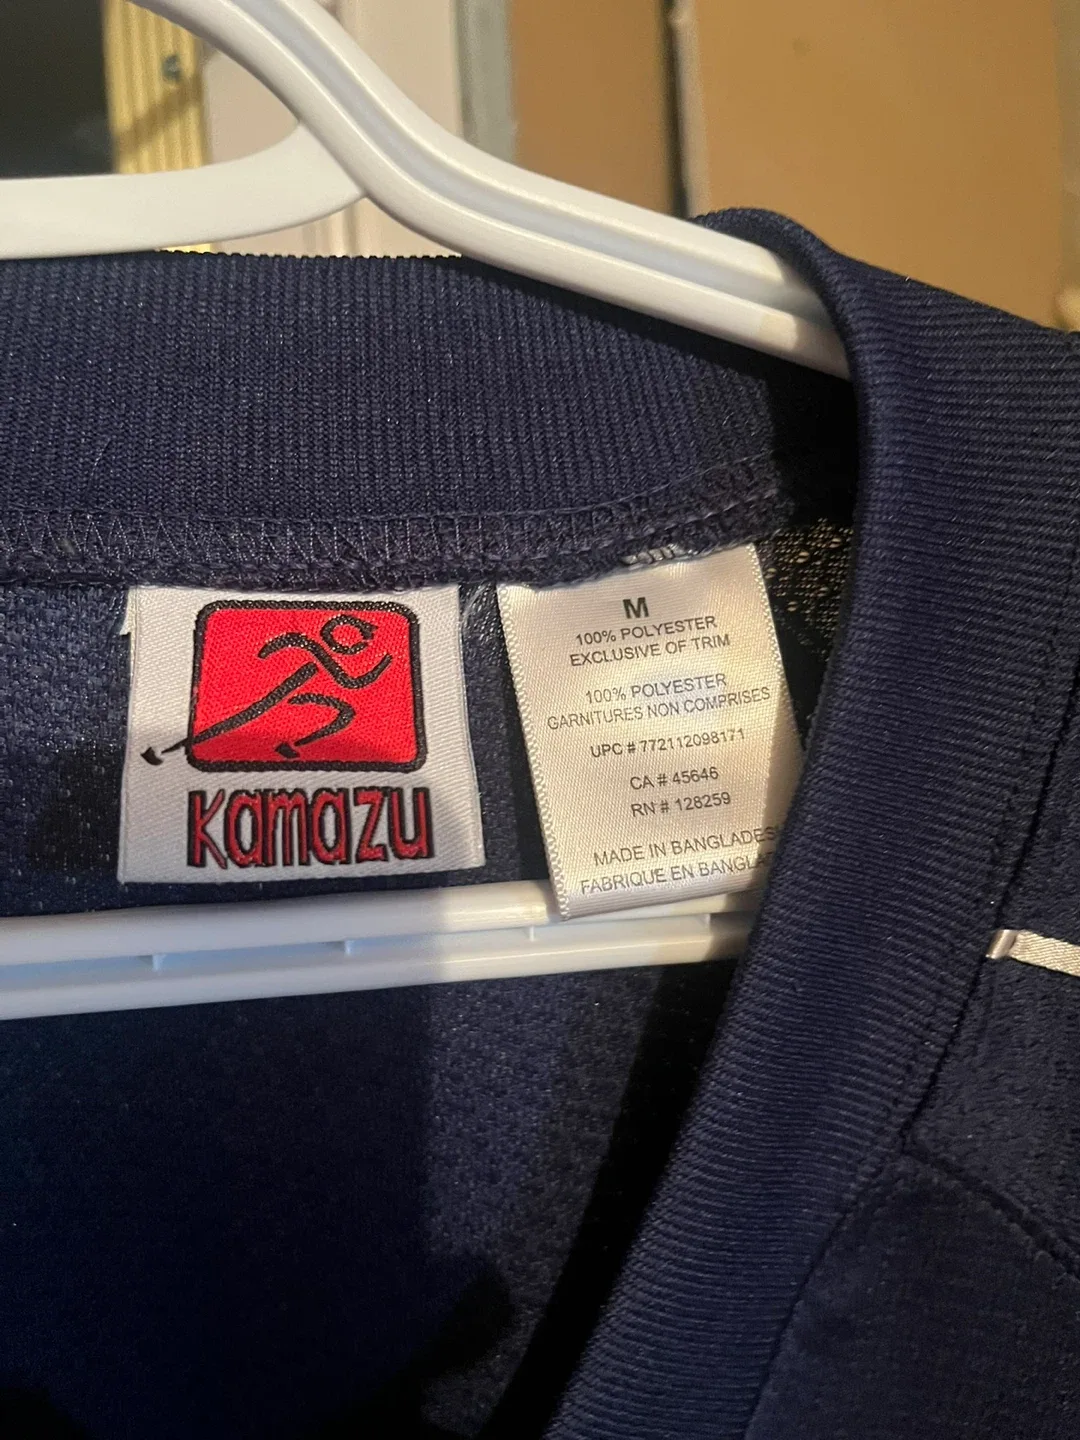 Kamazu
M
100% POLYESTER
EXCLUSIVE OF TRIM
100% POLYESTER
GARNITURES NON COMPRISES
UPC # 772112098171
CA # 45646
RN # 128259
MADE IN BANGLADES
FABRIQUE EN BANGLA